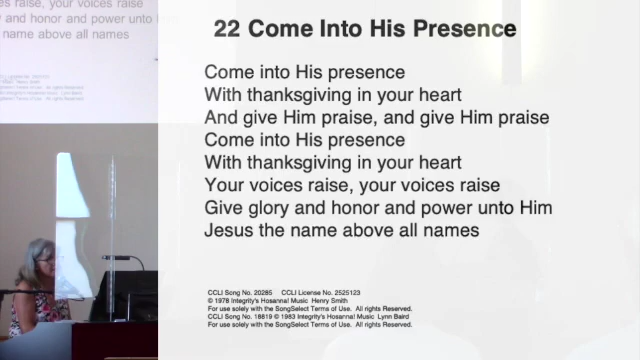 es raise, your voices raise
and honor and power unto
name above all names
22 Come Into His Presence
Come into His presence
With thanksgiving in your heart
And give Him praise, and give Him praise
Come into His presence
With thanksgiving in your heart
Your voices raise, your voices raise
Give glory and honor and power unto Him
Jesus the name above all names
CCLI Song No. 20285 CCLI License No. 2525123
© 1978 Integrity's Hosanna! Music Henry Smith
For use solely with the SongSelect Terms of Use. All rights Reserved.
CCLI Song No. 18819 © 1983 Integrity's Hosanna! Music Lynn Baird
For use solely with the SongSelect Terms of Use. All rights Reserved.